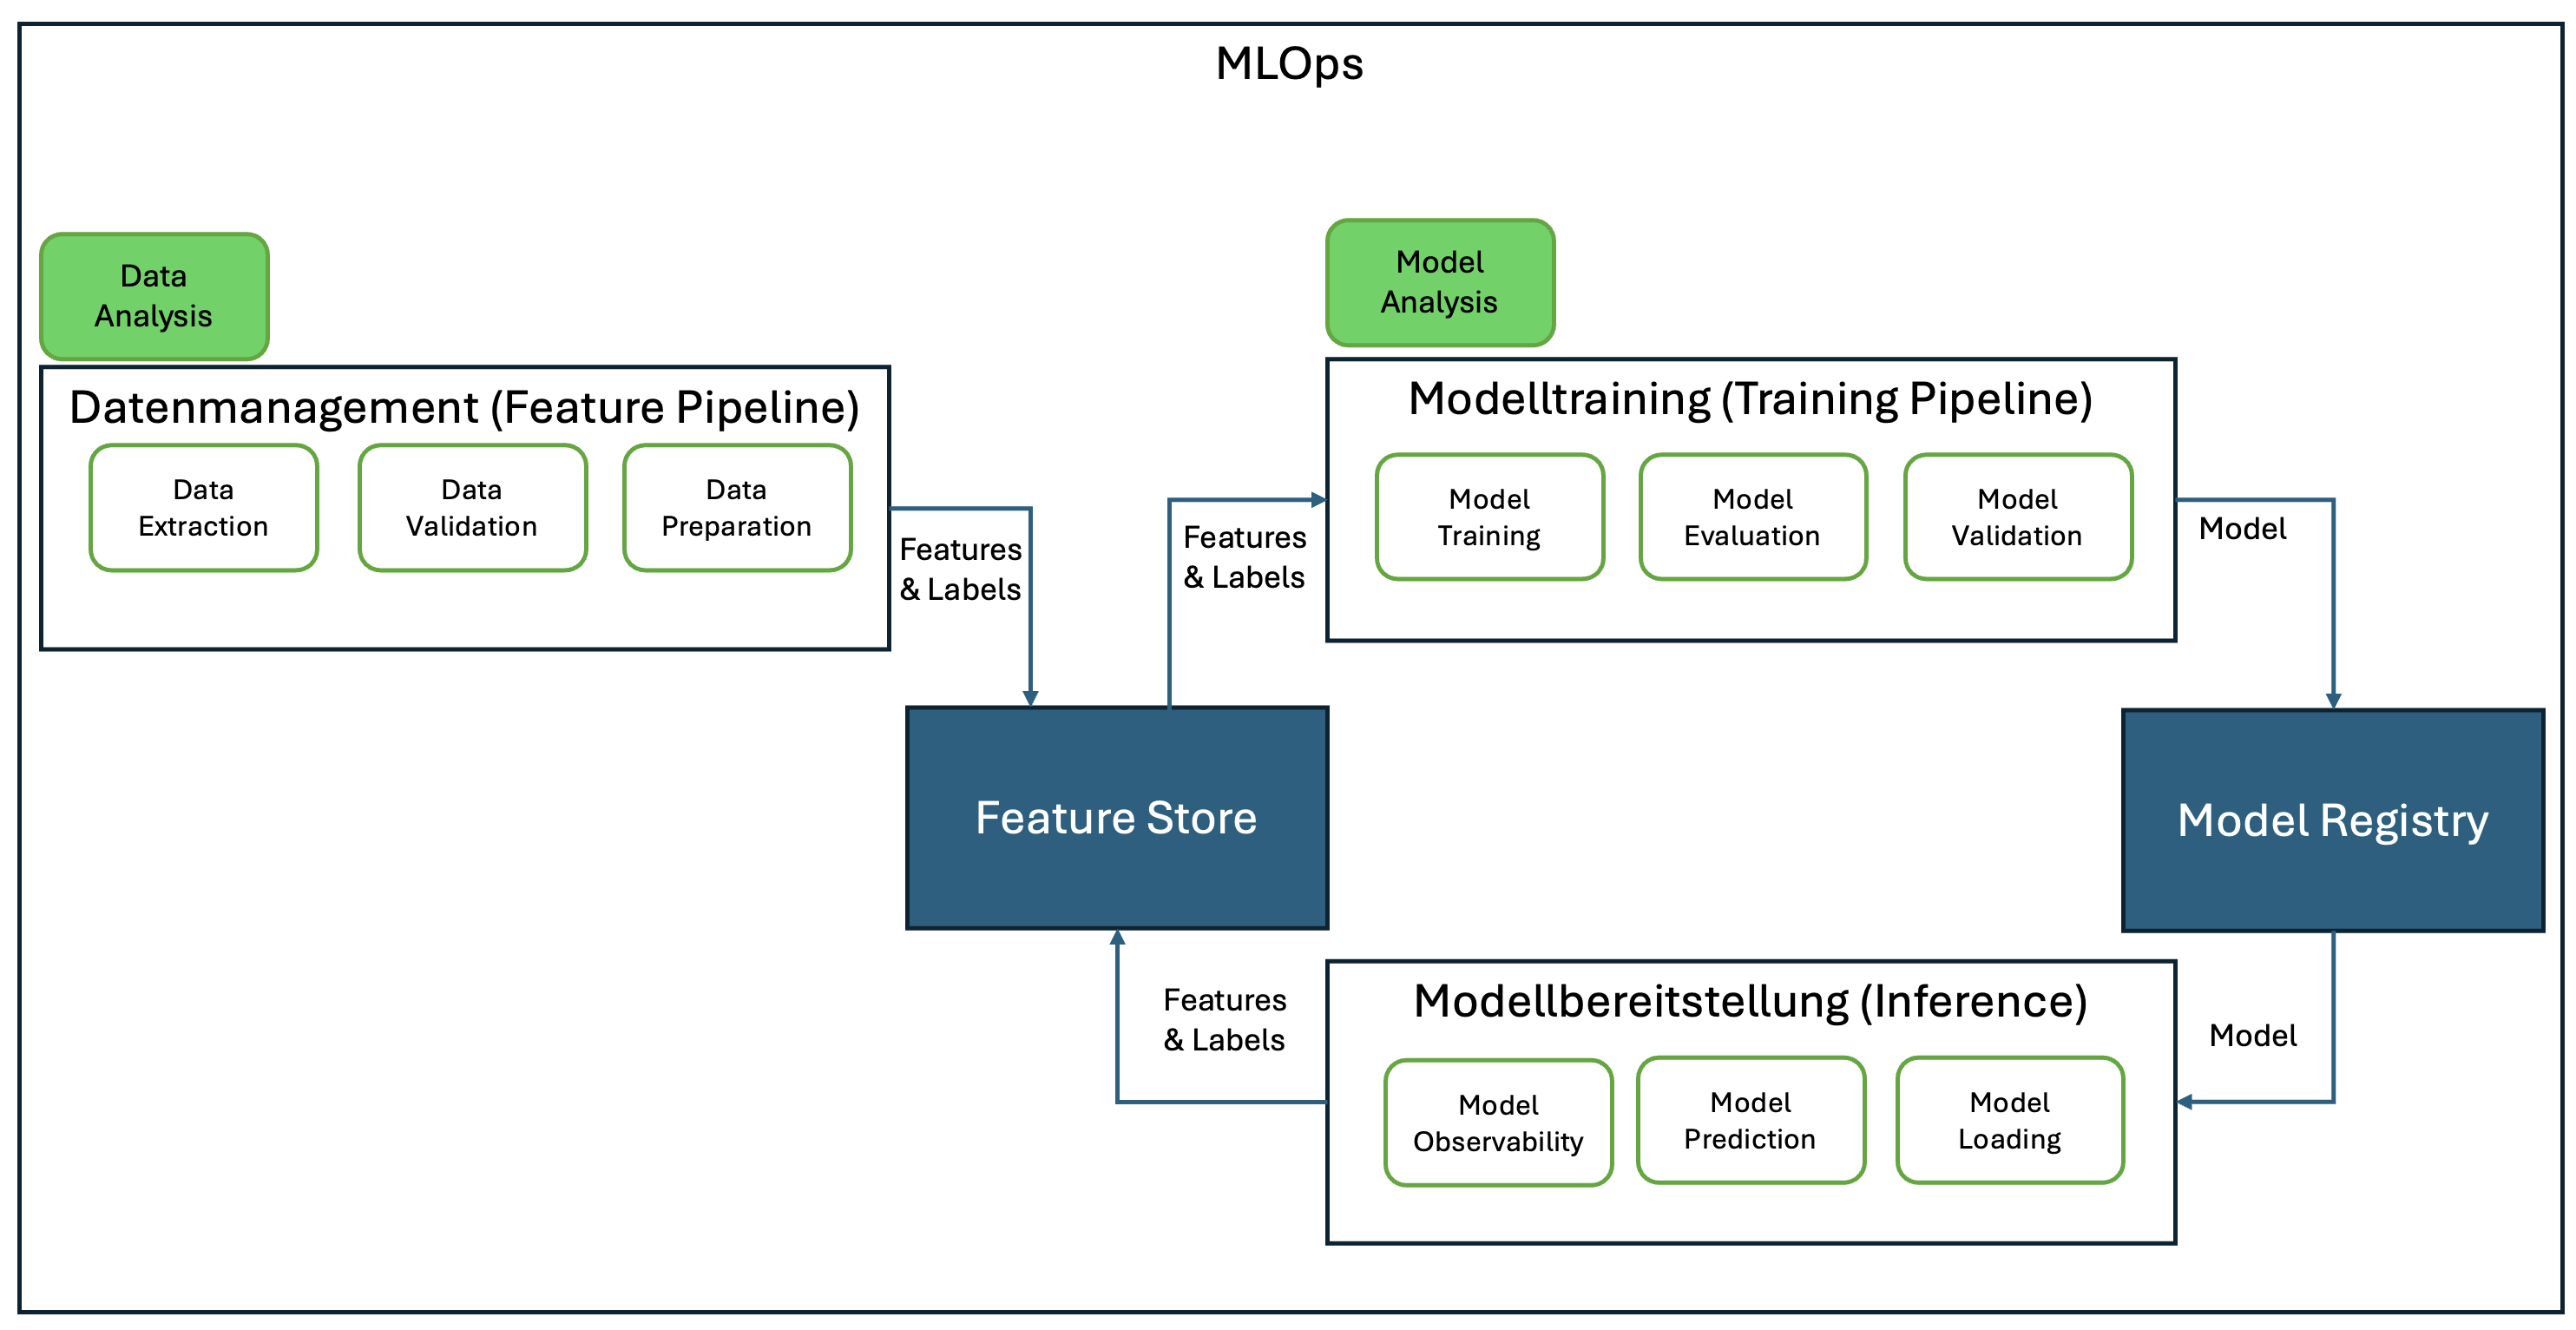 MLOps
Data
Analysis
Model
Analysis
Datenmanagement (Feature Pipeline)
Data
Extraction
Data
Validation
Data
Preparation
Features
& Labels
Features
& Labels
Modelltraining (Training Pipeline)
Model
Training
Model
Evaluation
Model
Validation
Model
Feature Store
Model Registry
Features
& Labels
Modellbereitstellung (Inference)
Model
Observability
Model
Prediction
Model
Loading
Model